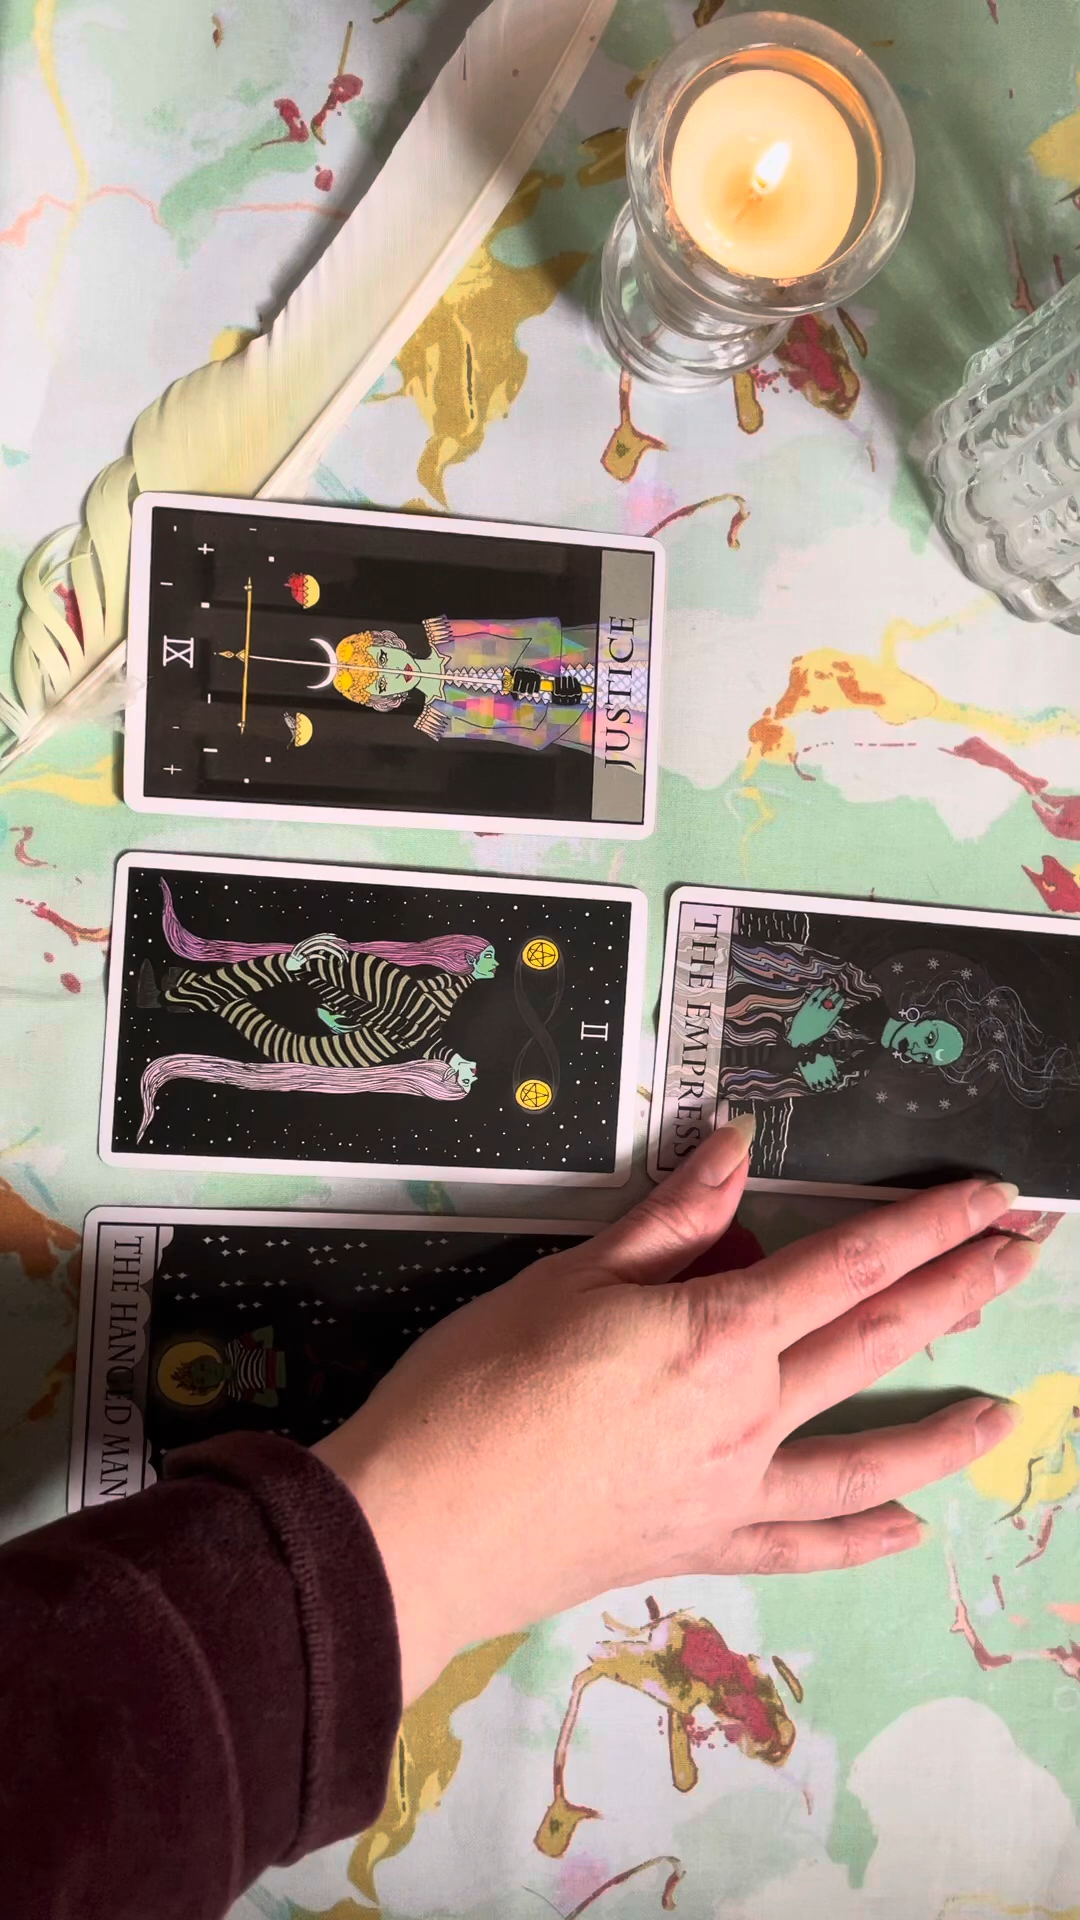 XI
JUSTICE
II
THE EMPRESS
THE HANGED MAN